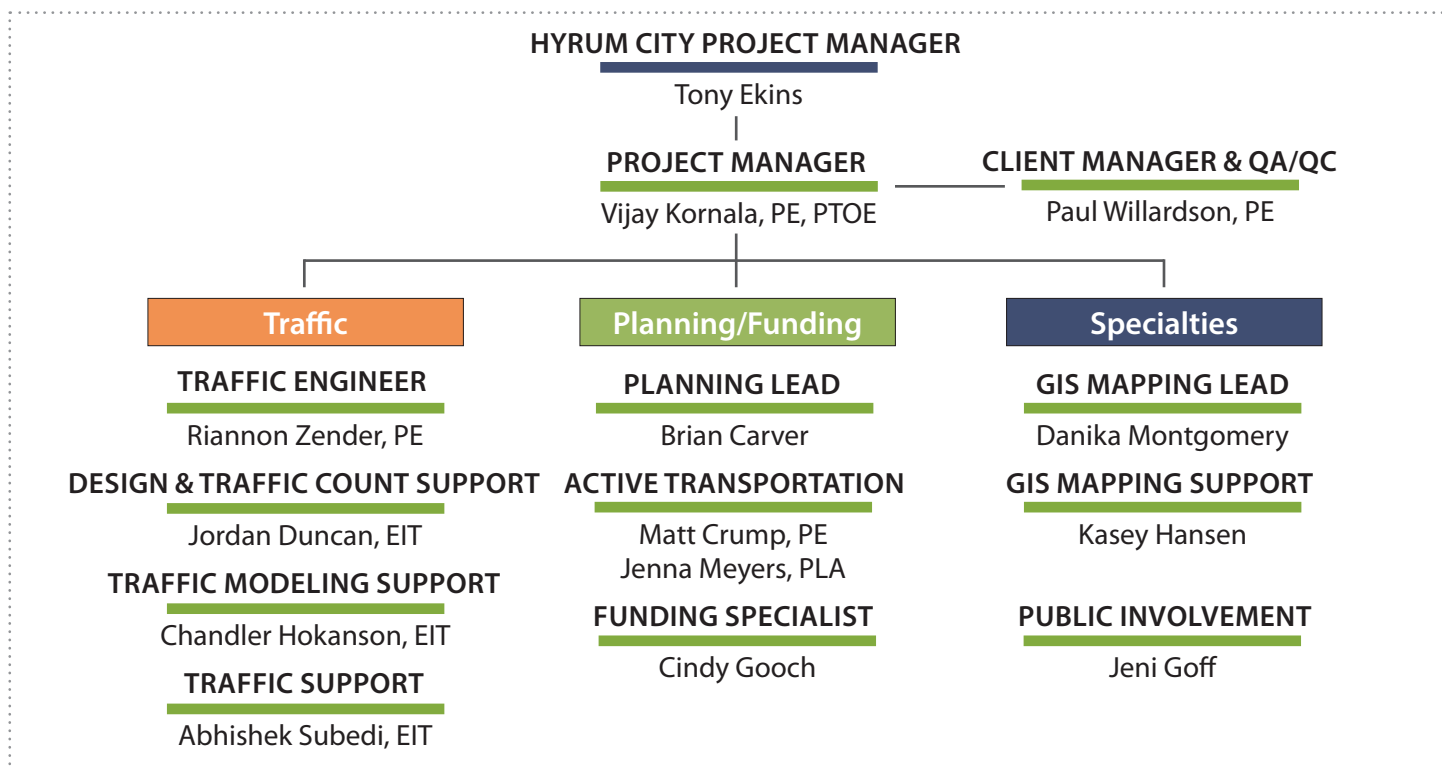 HYRUM CITY PROJECT MANAGER
Tony Ekins
PROJECT MANAGER
Vijay Kornala, PE, PTOE
CLIENT MANAGER & QA/QC
Paul Willardson, PE
Traffic
TRAFFIC ENGINEER
Riannon Zender, PE
DESIGN & TRAFFIC COUNT SUPPORT
Jordan Duncan, EIT
TRAFFIC MODELING SUPPORT
Chandler Hokanson, EIT
TRAFFIC SUPPORT
Abhishek Subedi, EIT
Planning/Funding
PLANNING LEAD
Brian Carver
ACTIVE TRANSPORTATION
Matt Crump, PE
Jenna Meyers, PLA
FUNDING SPECIALIST
Cindy Gooch
Specialties
GIS MAPPING LEAD
Danika Montgomery
GIS MAPPING SUPPORT
Kasey Hansen
PUBLIC INVOLVEMENT
Jeni Goff